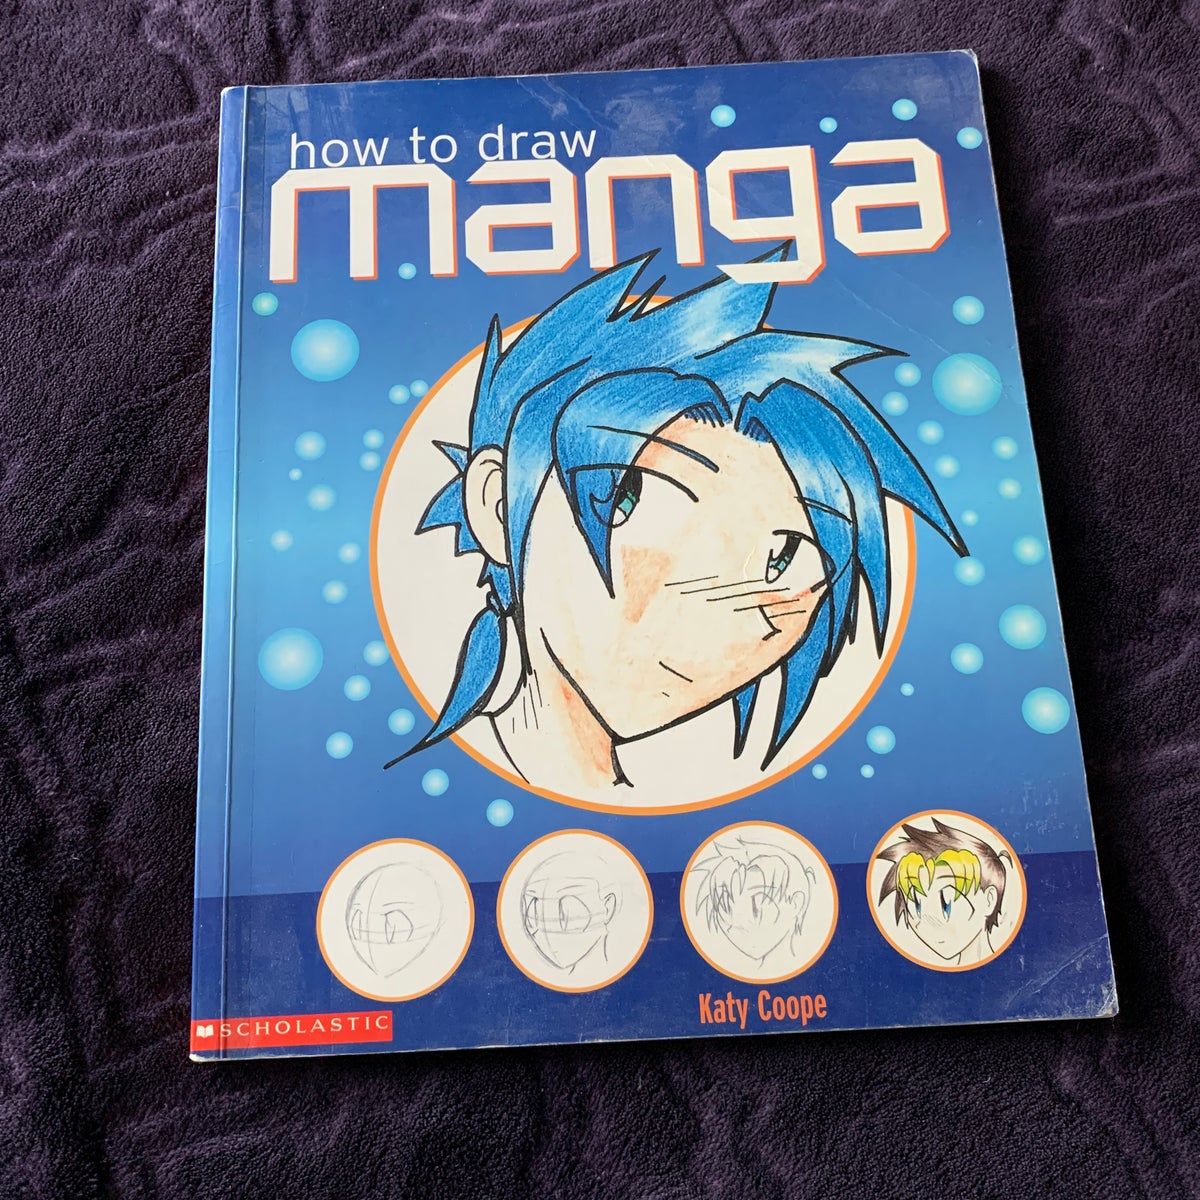 how to draw
manga
Katy Coope
SCHOLASTIC